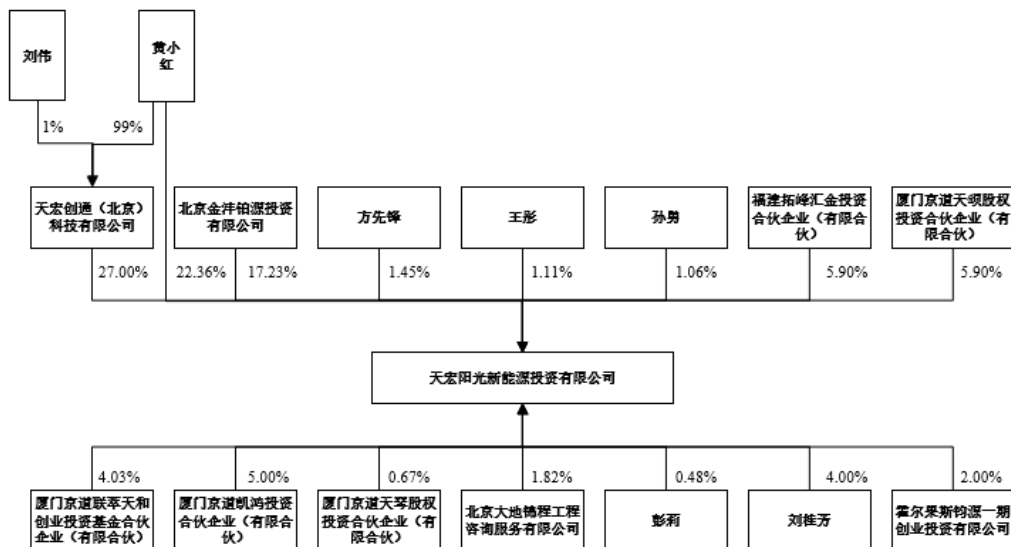 刘伟
黄小
红
1%
99%
天宏创通（北京）
科技有限公司
北京金沣铂源投资
有限公司
方先锋
王彤
孙勇
福建拓峰汇金投资
合伙企业（有限合
伙）
厦门京道天颂股权
投资合伙企业（有
限合伙）
27.00%
22.36%
17.23%
1.45%
1.11%
1.06%
5.90%
5.90%
天宏阳光新能源投资有限公司
4.03%
5.00%
0.67%
1.82%
0.48%
4.00%
2.00%
厦门京道联萃天和
创业投资基金合伙
企业（有限合伙）
厦门京道凯鸿投资
合伙企业（有限合
伙）
厦门京道天琴股权
投资合伙企业（有
限合伙）
北京大地锦程工程
咨询服务有限公司
彭莉
刘桂芳
霍尔果斯钧源一期
创业投资有限公司